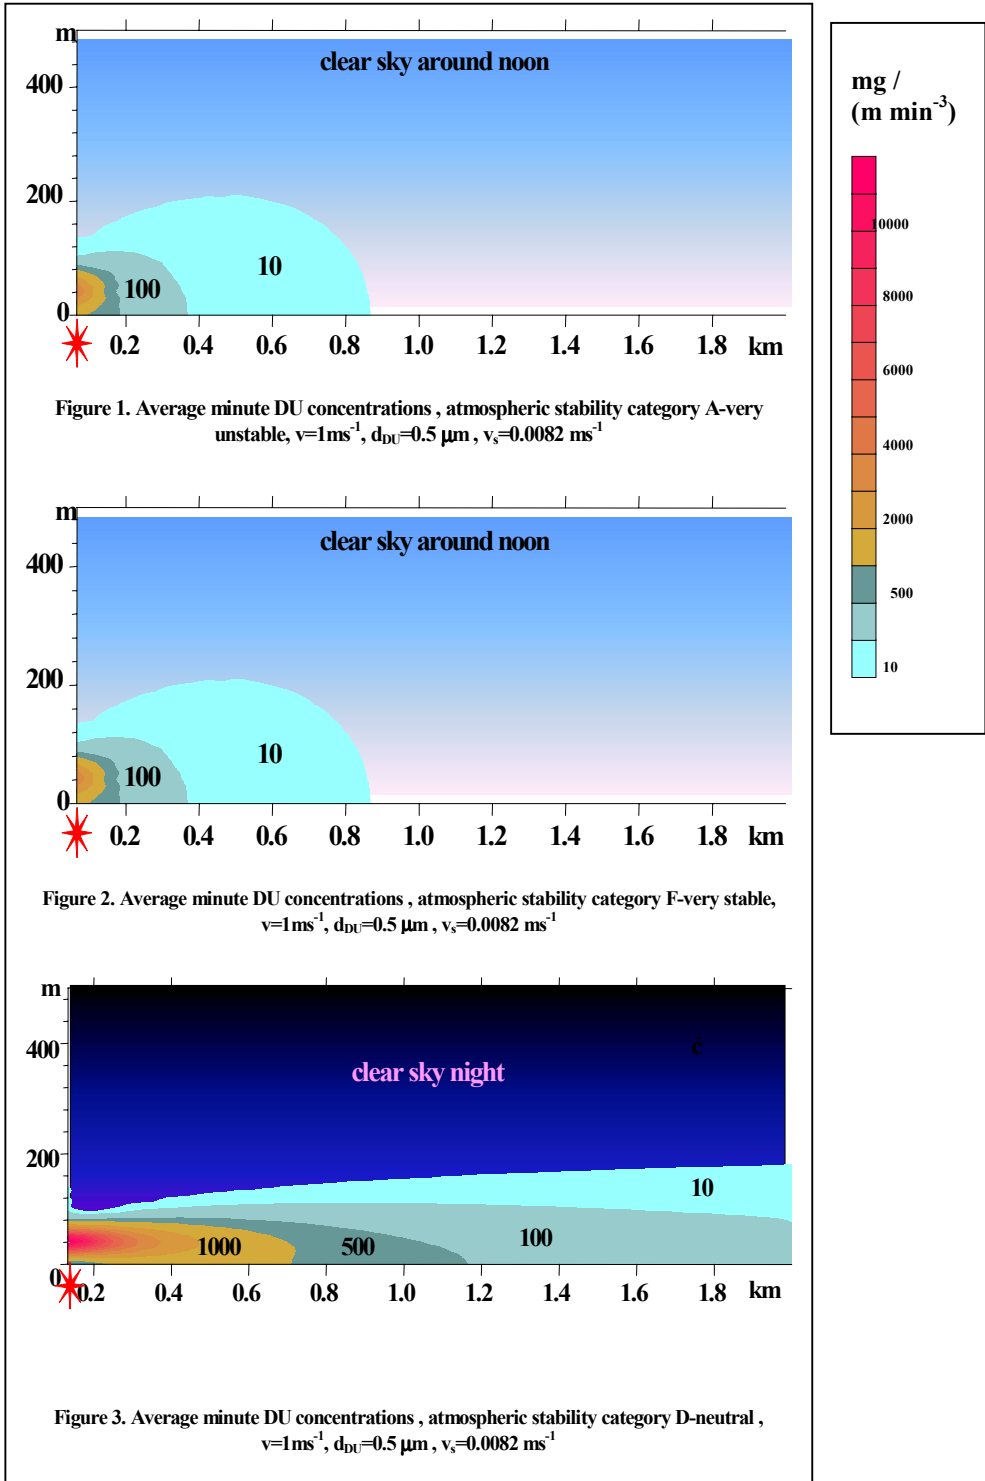 m
clear sky around noon
400
200
0
10
100
0.2 0.4 0.6 0.8 1.0 1.2 1.4 1.6 1.8 km
Figure 1. Average minute DU concentrations , atmospheric stability category A-very
unstable, v=1ms⁻¹, d_DU=0.5 μm , v_s=0.0082 ms⁻¹
m
clear sky around noon
400
200
0
10
100
0.2 0.4 0.6 0.8 1.0 1.2 1.4 1.6 1.8 km
Figure 2. Average minute DU concentrations , atmospheric stability category F-very stable,
v=1ms⁻¹, d_DU=0.5 μm , v_s=0.0082 ms⁻¹
m
400
ć
clear sky night
200
10
100
1000 500
0
0.2 0.4 0.6 0.8 1.0 1.2 1.4 1.6 1.8 km
Figure 3. Average minute DU concentrations , atmospheric stability category D-neutral ,
v=1ms⁻¹, d_DU=0.5 μm , v_s=0.0082 ms⁻¹
mg /
(m min⁻³)
10000
8000
6000
4000
2000
500
10